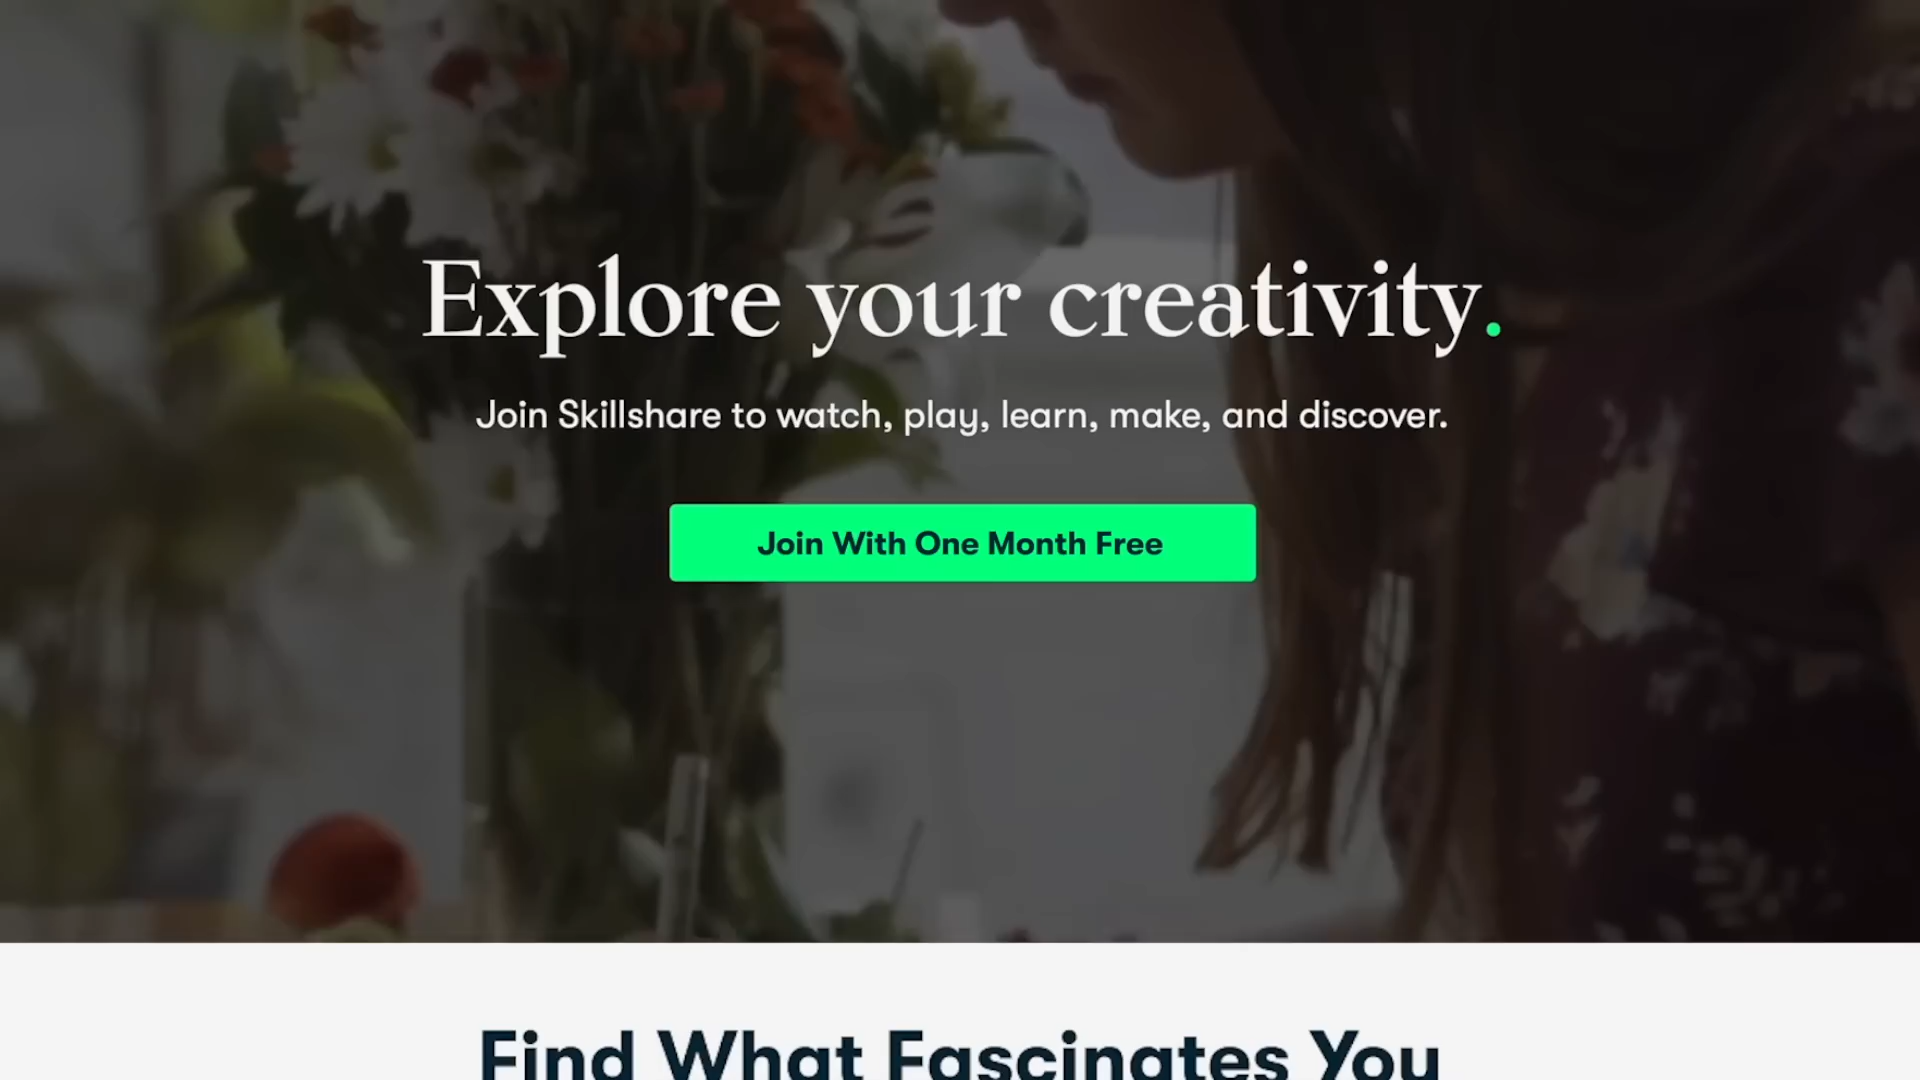 Explore your creativity.
Join Skillshare to watch, play, learn, make, and discover.
Join With One Month Free
Find What Fascinates You